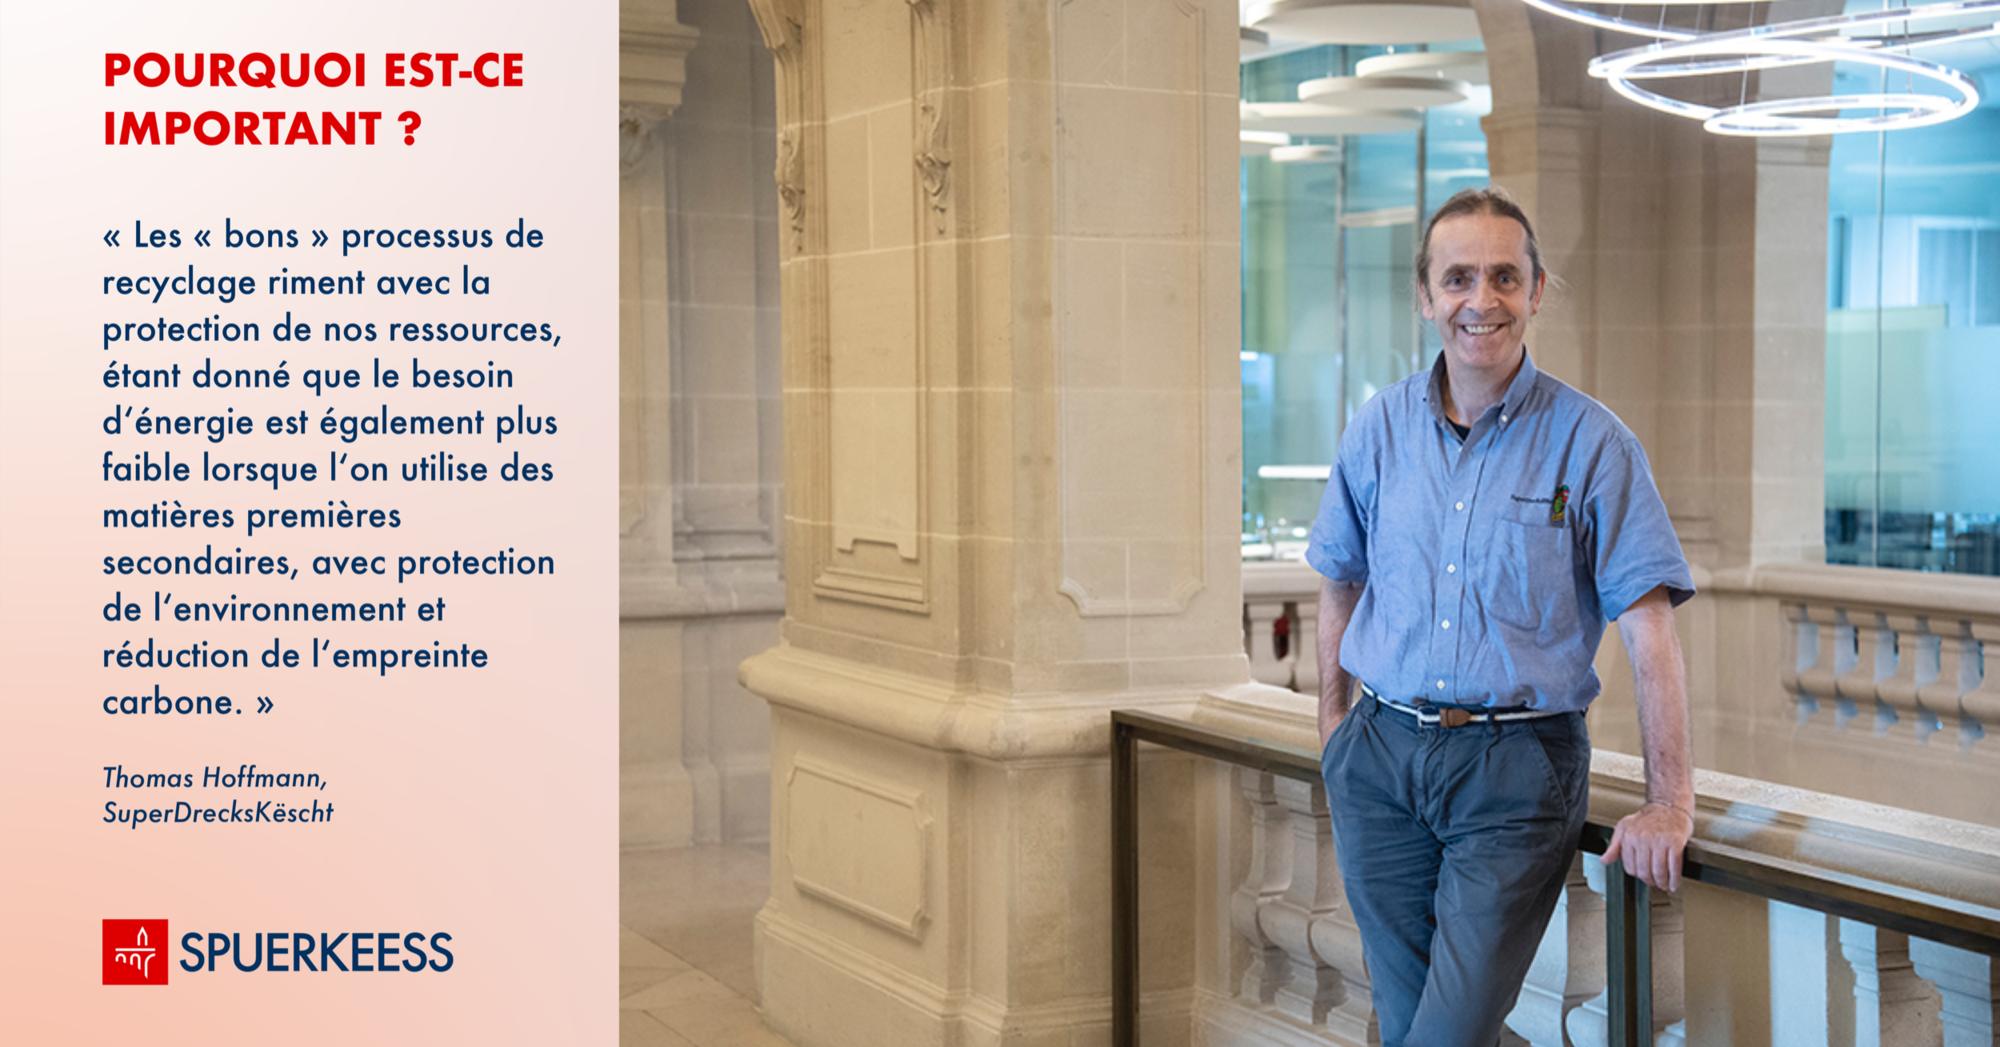 POURQUOI EST-CE
IMPORTANT ?
« Les « bons » processus de
recyclage riment avec la
protection de nos ressources,
étant donné que le besoin
d‘énergie est également plus
faible lorsque l‘on utilise des
matières premières
secondaires, avec protection
de l‘environnement et
réduction de l‘empreinte
carbone. »
Thomas Hoffmann,
SuperDrecksKëscht
SPUERKEESS